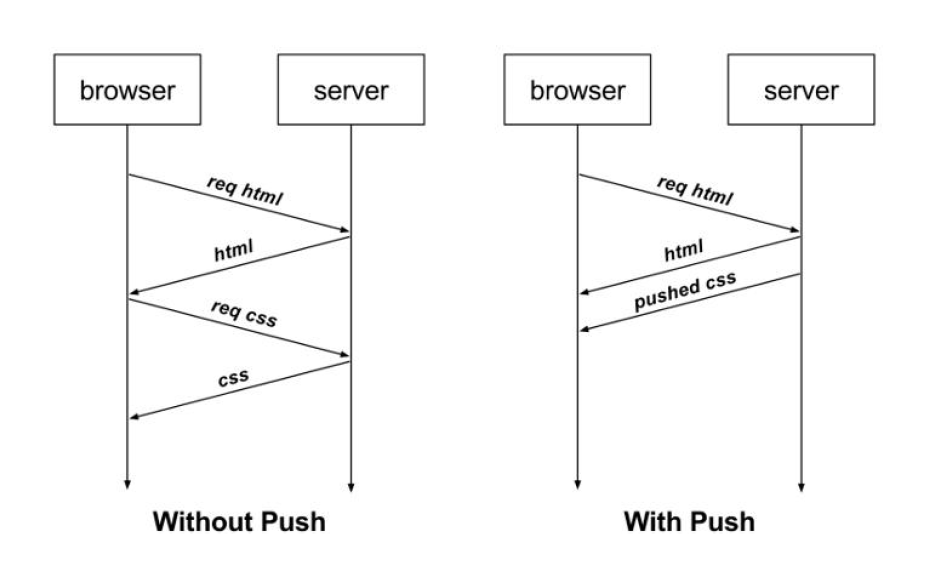 browser
server
req html
html
req css
css
Without Push
browser
server
req html
html
pushed css
With Push